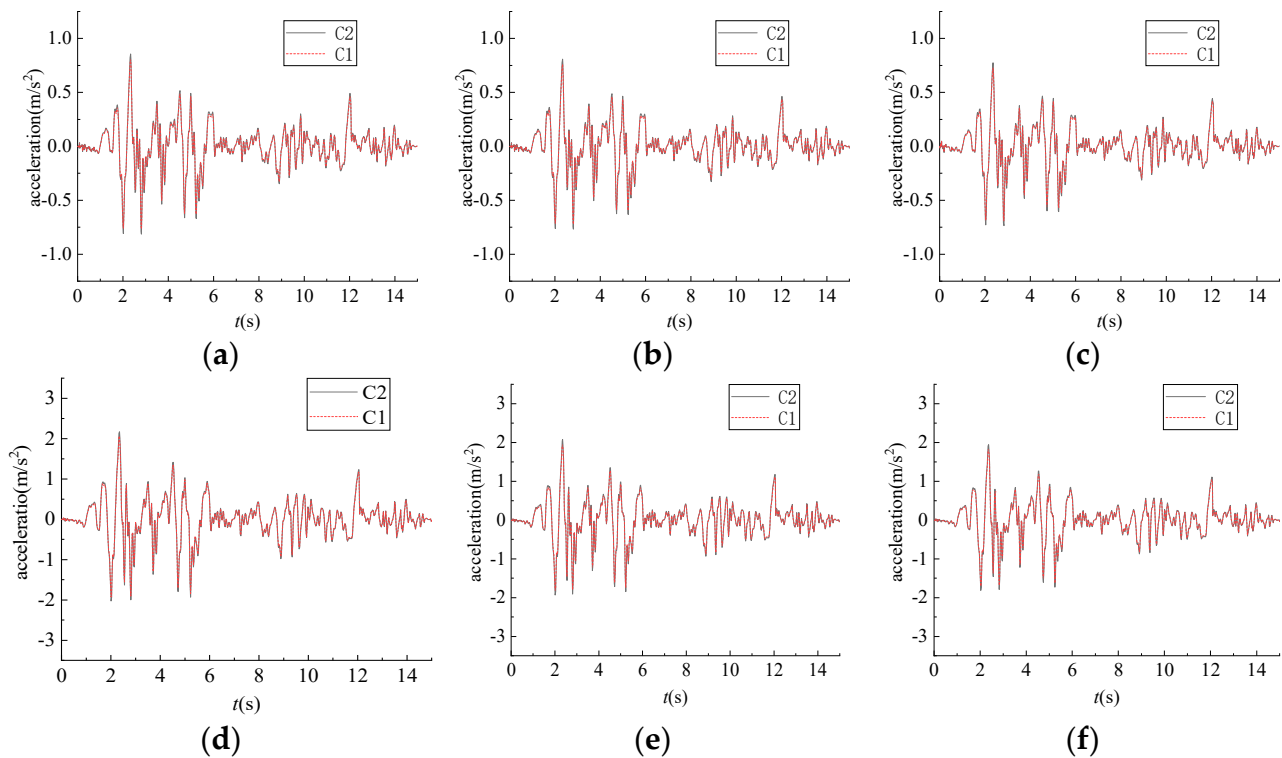 C2
C1
1.0
0.5
0.0
-0.5
-1.0
acceleration(m/s²)
0 2 4 6 8 10 12 14
t(s)
(a)
C2
C1
1.0
0.5
0.0
-0.5
-1.0
acceleration(m/s²)
0 2 4 6 8 10 12 14
t(s)
(b)
C2
C1
1.0
0.5
0.0
-0.5
-1.0
acceleration(m/s²)
0 2 4 6 8 10 12 14
t(s)
(c)
C2
C1
3
2
1
0
-1
-2
-3
acceleratio(m/s²)
0 2 4 6 8 10 12 14
t(s)
(d)
C2
C1
3
2
1
0
-1
-2
-3
acceleration(m/s²)
0 2 4 6 8 10 12 14
t(s)
(e)
C2
C1
3
2
1
0
-1
-2
-3
acceleration(m/s²)
0 2 4 6 8 10 12 14
t(s)
(f)